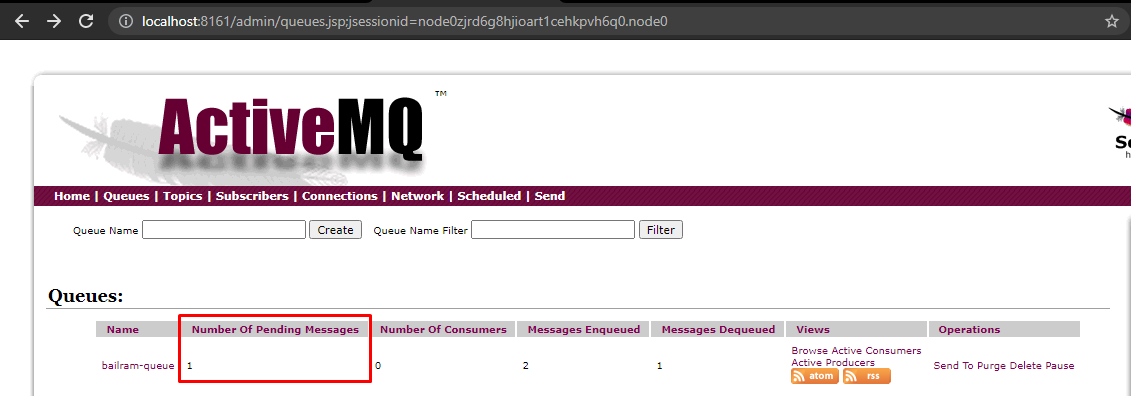 localhost:8161/admin/queues.jsp;jsessionid=node0zjrd6g8hjioart1cehkpvh6q0.node0
ActiveMQ ™
Home | Queues | Topics | Subscribers | Connections | Network | Scheduled | Send
Queue Name Create Queue Name Filter Filter
Queues:
Name Number Of Pending Messages Number Of Consumers Messages Enqueued Messages Dequeued Views Operations
bailram-queue 1 0 2 1 Browse Active Consumers
Active Producers
atom rss
Send To Purge Delete Pause